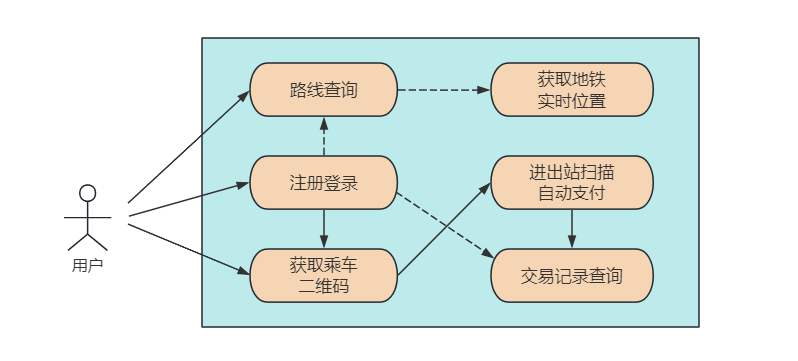 路线查询
获取地铁
实时位置
注册登录
进出站扫描
自动支付
用户
获取乘车
二维码
交易记录查询